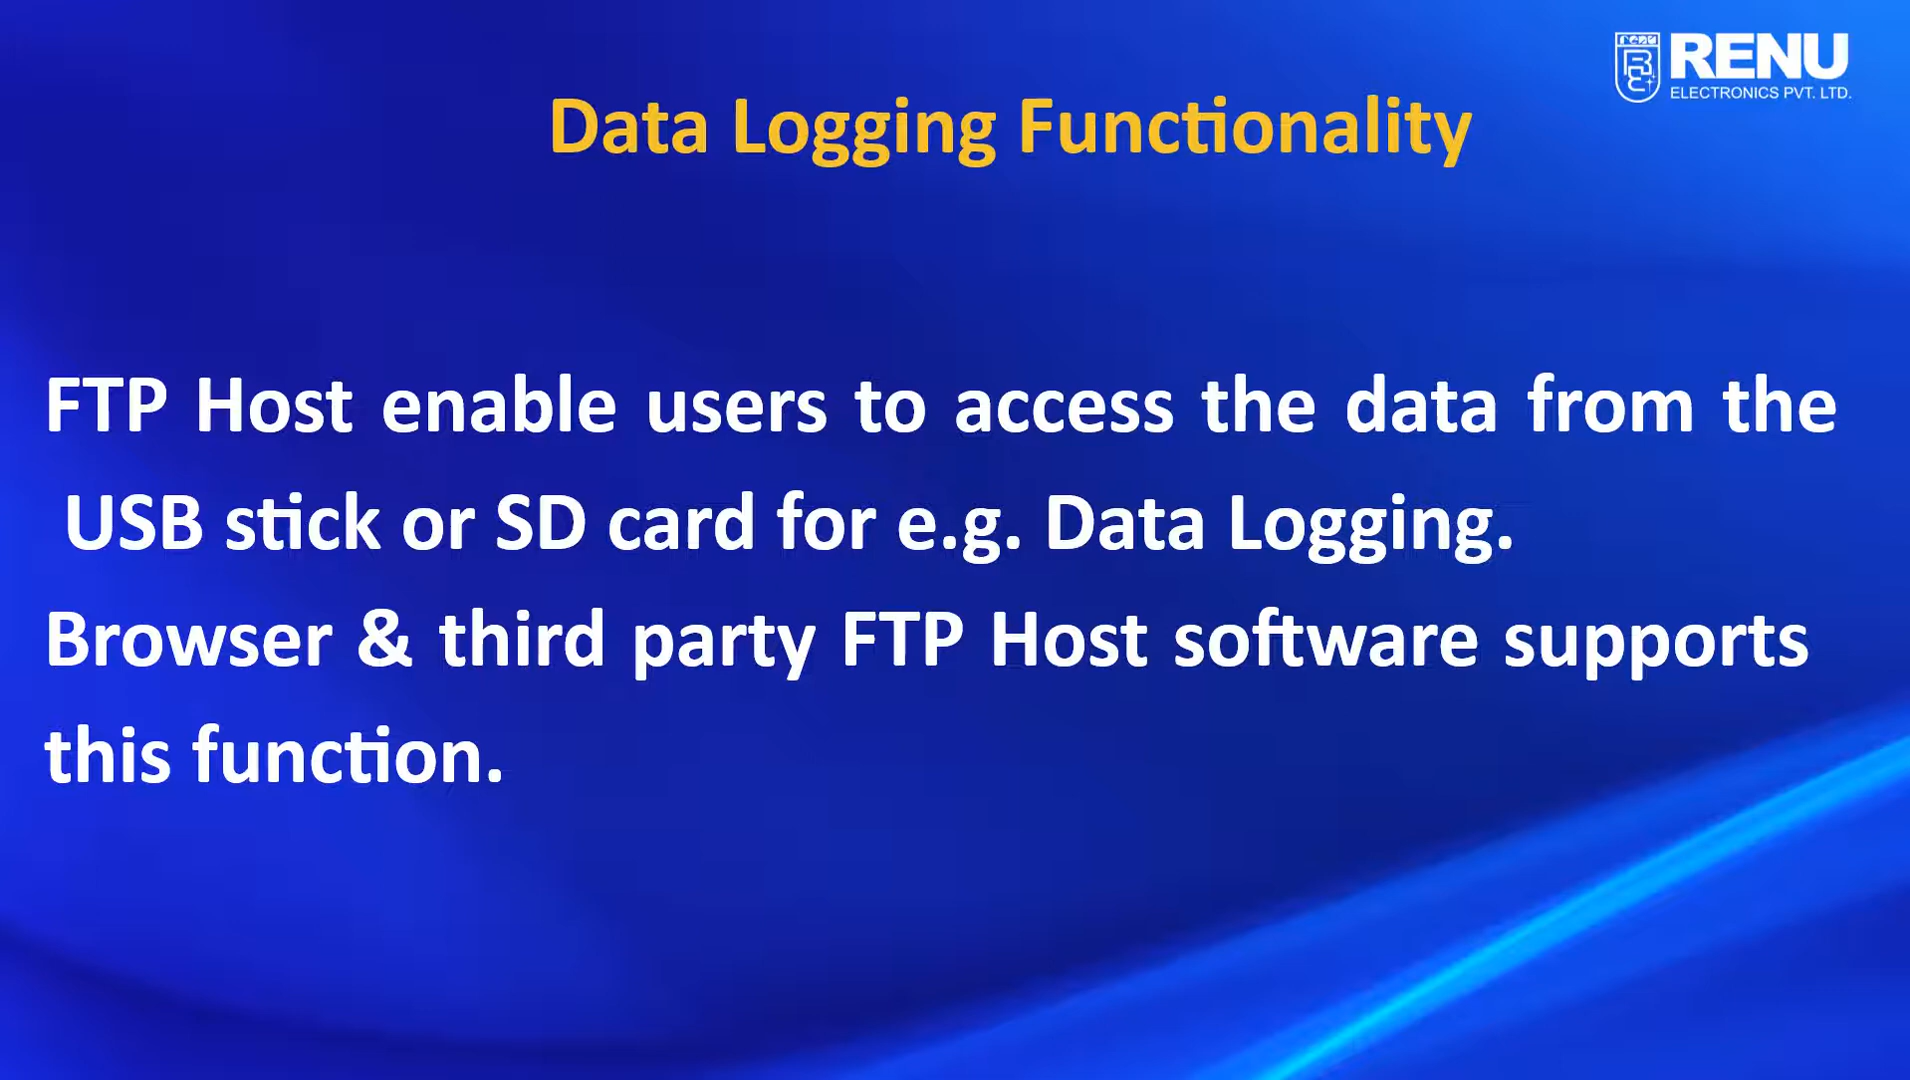 renu
RENU
ELECTRONICS PVT. LTD.
Data Logging Functionality
FTP Host enable users to access the data from the
USB stick or SD card for e.g. Data Logging.
Browser & third party FTP Host software supports
this function.